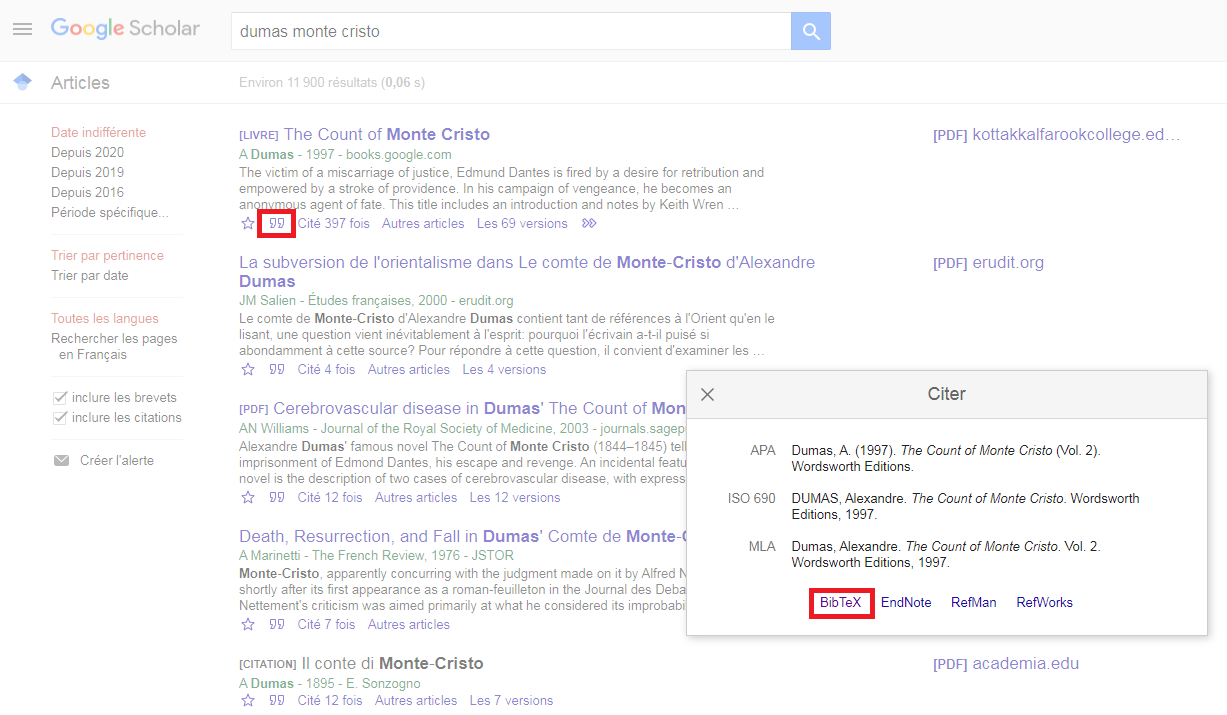 Google Scholar
dumas monte cristo
Articles
Environ 11 900 résultats (0,06 s)
Date indifférente
Depuis 2020
Depuis 2019
Depuis 2016
Période spécifique...
Trier par pertinence
Trier par date
Toutes les langues
Rechercher les pages
en Français
inclure les brevets
inclure les citations
Créer l'alerte
[LIVRE] The Count of Monte Cristo
A Dumas - 1997 - books.google.com
The victim of a miscarriage of justice, Edmund Dantes is fired by a desire for retribution and
empowered by a stroke of providence. In his campaign of vengeance, he becomes an
anonymous agent of fate. This title includes an introduction and notes by Keith Wren …
Cité 397 fois Autres articles Les 69 versions
[PDF] kottakkalfarookcollege.ed…
La subversion de l'orientalisme dans Le comte de Monte-Cristo d'Alexandre
Dumas
JM Salien - Études françaises, 2000 - erudit.org
Le comte de Monte-Cristo d'Alexandre Dumas contient tant de références à l'Orient qu'en le
lisant, une question vient inévitablement à l'esprit: pourquoi l'écrivain a-t-il puisé si
abondamment à cette source? Pour répondre à cette question, il convient d'examiner les …
Cité 4 fois Autres articles Les 4 versions
[PDF] erudit.org
[PDF] Cerebrovascular disease in Dumas' The Count of Mon
AN Williams - Journal of the Royal Society of Medicine, 2003 - journals.sagep
Alexandre Dumas' famous novel The Count of Monte Cristo (1844–1845) tell
imprisonment of Edmond Dantes, his escape and revenge. An incidental featu
novel is the description of two cases of cerebrovascular disease, with express
Cité 12 fois Autres articles Les 12 versions
Death, Resurrection, and Fall in Dumas' Comte de Monte-C
A Marinetti - The French Review, 1976 - JSTOR
Monte-Cristo, apparently concurring with the judgment made on it by Alfred N
shortly after its first appearance as a roman-feuilleton in the Journal des Deba
Nettement's criticism was aimed primarily at what he considered its improbabi
Cité 7 fois Autres articles
[CITATION] Il conte di Monte-Cristo
A Dumas - 1895 - E. Sonzogno
Cité 12 fois Autres articles Les 7 versions
[PDF] academia.edu
Citer
APA Dumas, A. (1997). The Count of Monte Cristo (Vol. 2).
Wordsworth Editions.
ISO 690 DUMAS, Alexandre. The Count of Monte Cristo. Wordsworth
Editions, 1997.
MLA Dumas, Alexandre. The Count of Monte Cristo. Vol. 2.
Wordsworth Editions, 1997.
BibTeX EndNote RefMan RefWorks